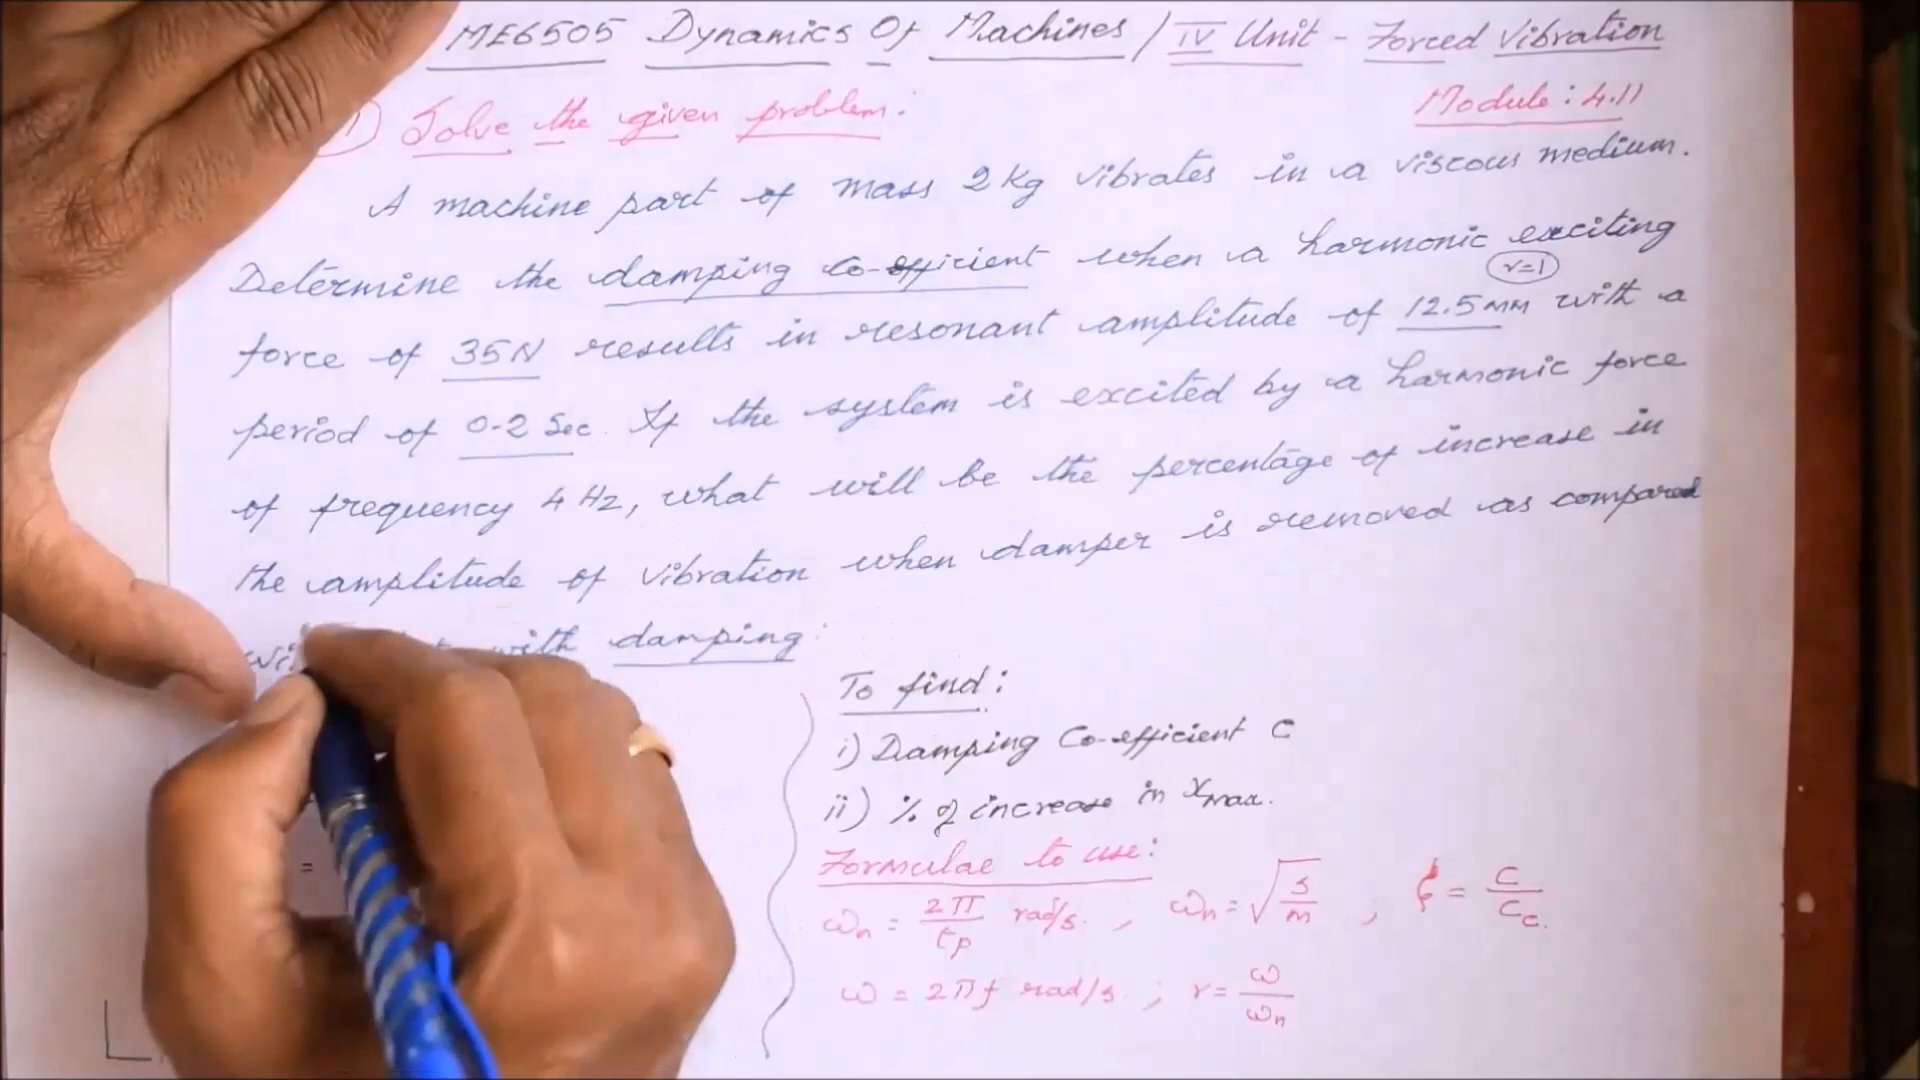 ME6505 Dynamics Of Machines / IV Unit - Forced Vibration
1) Solve the given problem:
Module: 4.11
A machine part of mass 2 Kg vibrates in a viscous medium.
Determine the damping Co-efficient when a harmonic exciting
r=1
force of 35N results in resonant amplitude of 12.5mm with a
period of 0.2 Sec. If the system is excited by a harmonic force
of frequency 4 Hz, what will be the percentage of increase in
the amplitude of vibration when damper is removed as compared
with damping:
To find:
i) Damping Co-efficient C
ii) % of increase in Xmax.
Formulae to use:
ωn = 2π/tp rad/s. , ωn = √(s/m) , ζ = C/Cc.
ω = 2πf rad/s. ; r = ω/ωn
=